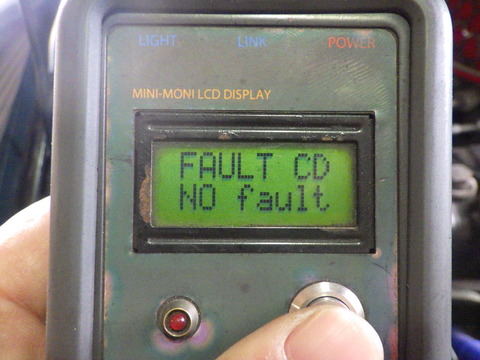 LIGHT LINK POWER
MINI-MONI LCD DISPLAY
FAULT CD
NO fault